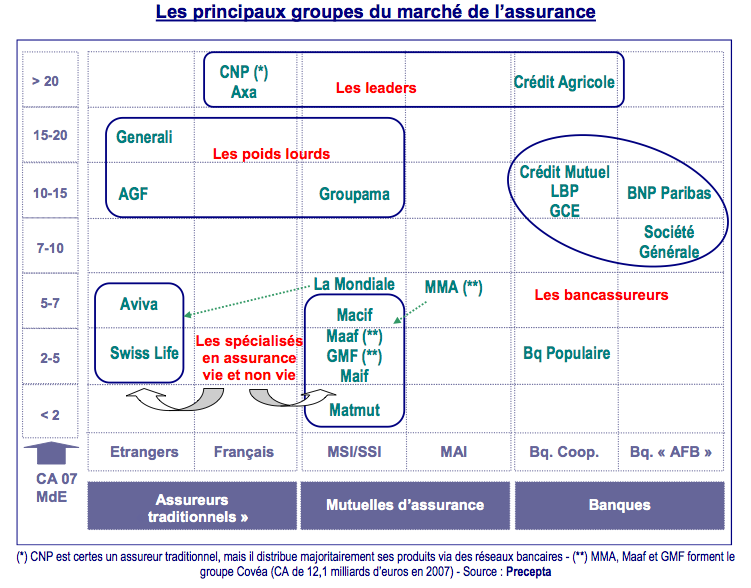 Les principaux groupes du marché de l'assurance
> 20
CNP (*)
Axa
Les leaders
Crédit Agricole
15-20
Generali
Les poids lourds
10-15
AGF
Groupama
Crédit Mutuel
LBP
GCE
BNP Paribas
7-10
Société
Générale
5-7
Aviva
La Mondiale
MMA (**)
Macif
Les bancassureurs
2-5
Swiss Life
Les spécialisés
en assurance
vie et non vie
Maaf (**)
GMF (**)
Maif
Bq Populaire
< 2
Matmut
Etrangers
Français
MSI/SSI
MAI
Bq. Coop.
Bq. « AFB »
CA 07
MdE
Assureurs
traditionnels »
Mutuelles d'assurance
Banques
(*) CNP est certes un assureur traditionnel, mais il distribue majoritairement ses produits via des réseaux bancaires - (**) MMA, Maaf et GMF forment le
groupe Covéa (CA de 12,1 milliards d'euros en 2007) - Source : Precepta